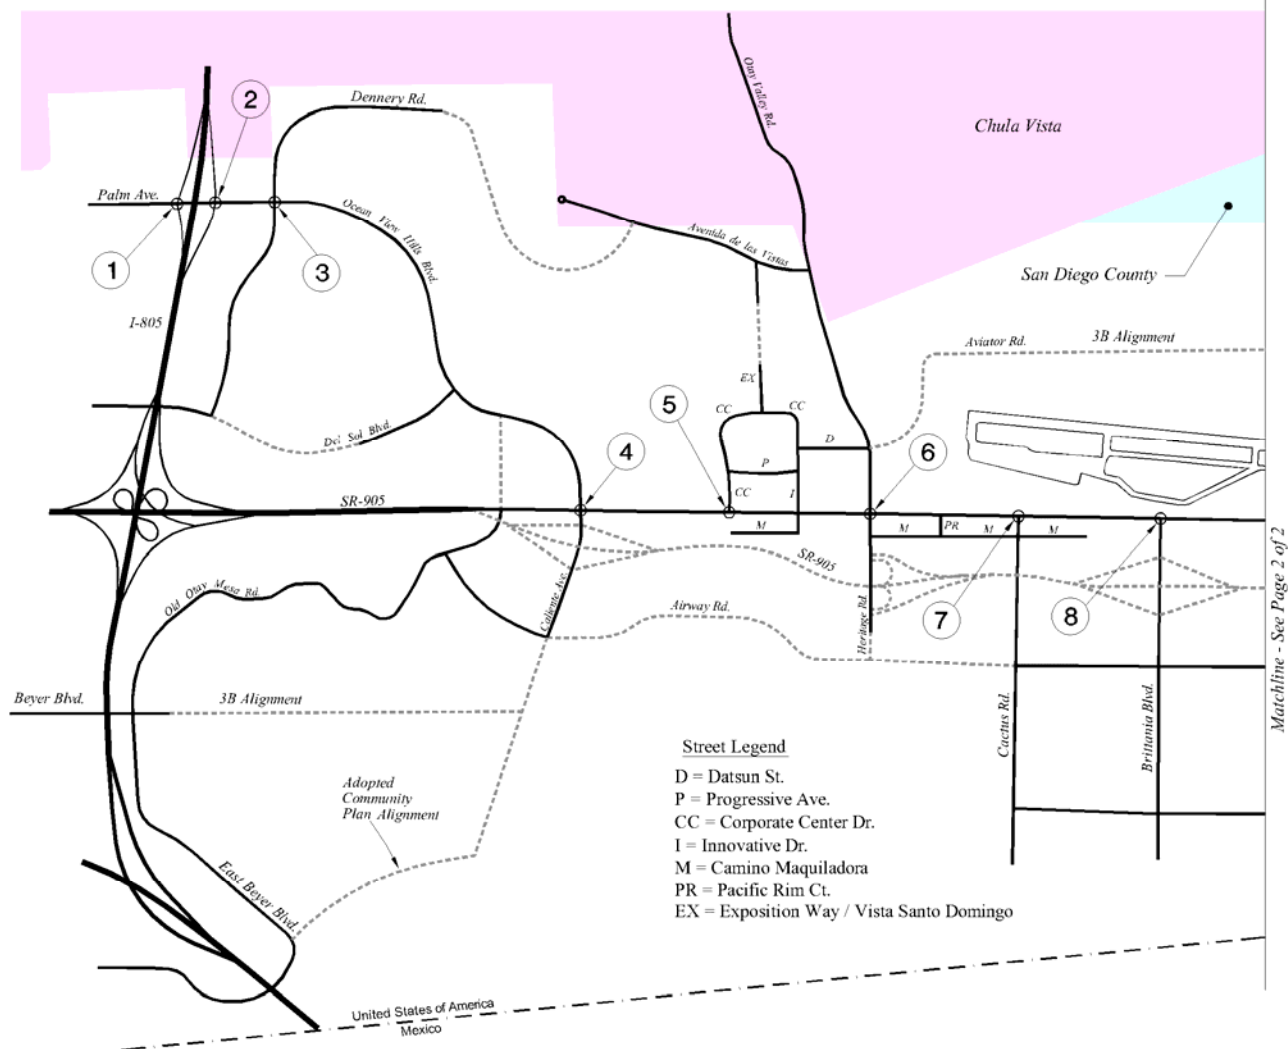 Otay Valley Rd.
Chula Vista
Dennery Rd.
2
Palm Ave.
Ocean View Hills Blvd.
Avenida de las Vistas
1
3
San Diego County
I-805
Aviator Rd.
3B Alignment
EX
CC
CC
5
D
6
Del Sol Blvd.
4
P
CC
I
SR-905
M
M
PR
M
M
SR-905
Old Otay Mesa Rd.
Caliente Ave.
Airway Rd.
Heritage Rd.
7
8
Matchline - See Page 2 of 2
Beyer Blvd.
3B Alignment
Cactus Rd.
Brittania Blvd.
Adopted
Community
Plan Alignment
Street Legend
D = Datsun St.
P = Progressive Ave.
CC = Corporate Center Dr.
I = Innovative Dr.
M = Camino Maquiladora
PR = Pacific Rim Ct.
EX = Exposition Way / Vista Santo Domingo
East Beyer Blvd.
United States of America
Mexico